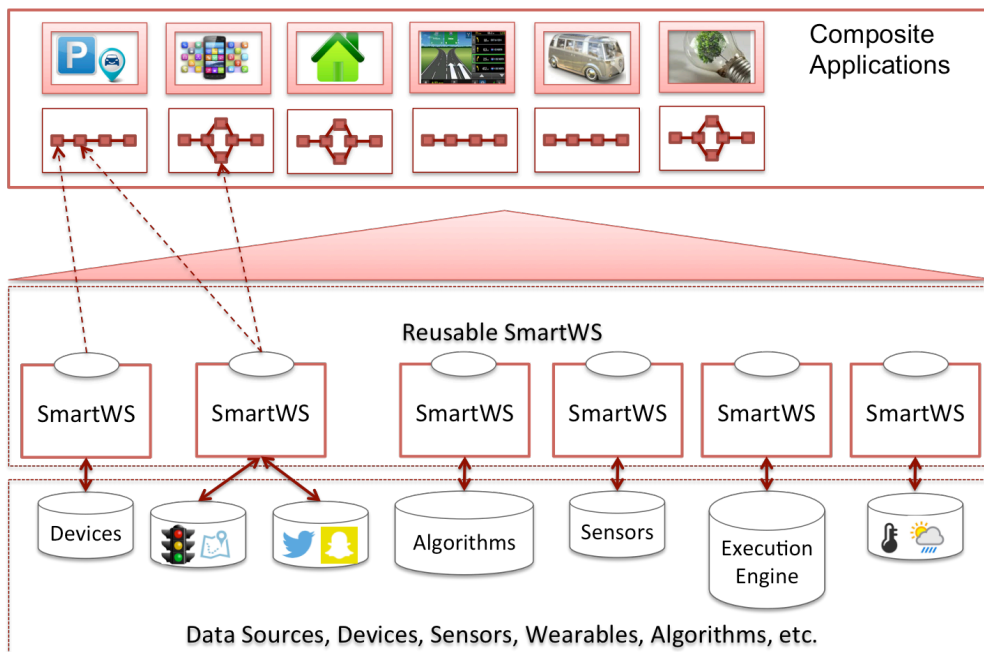 Composite
Applications
P
Reusable SmartWS
SmartWS
SmartWS
SmartWS
SmartWS
SmartWS
SmartWS
Devices
Algorithms
Sensors
Execution
Engine
Data Sources, Devices, Sensors, Wearables, Algorithms, etc.